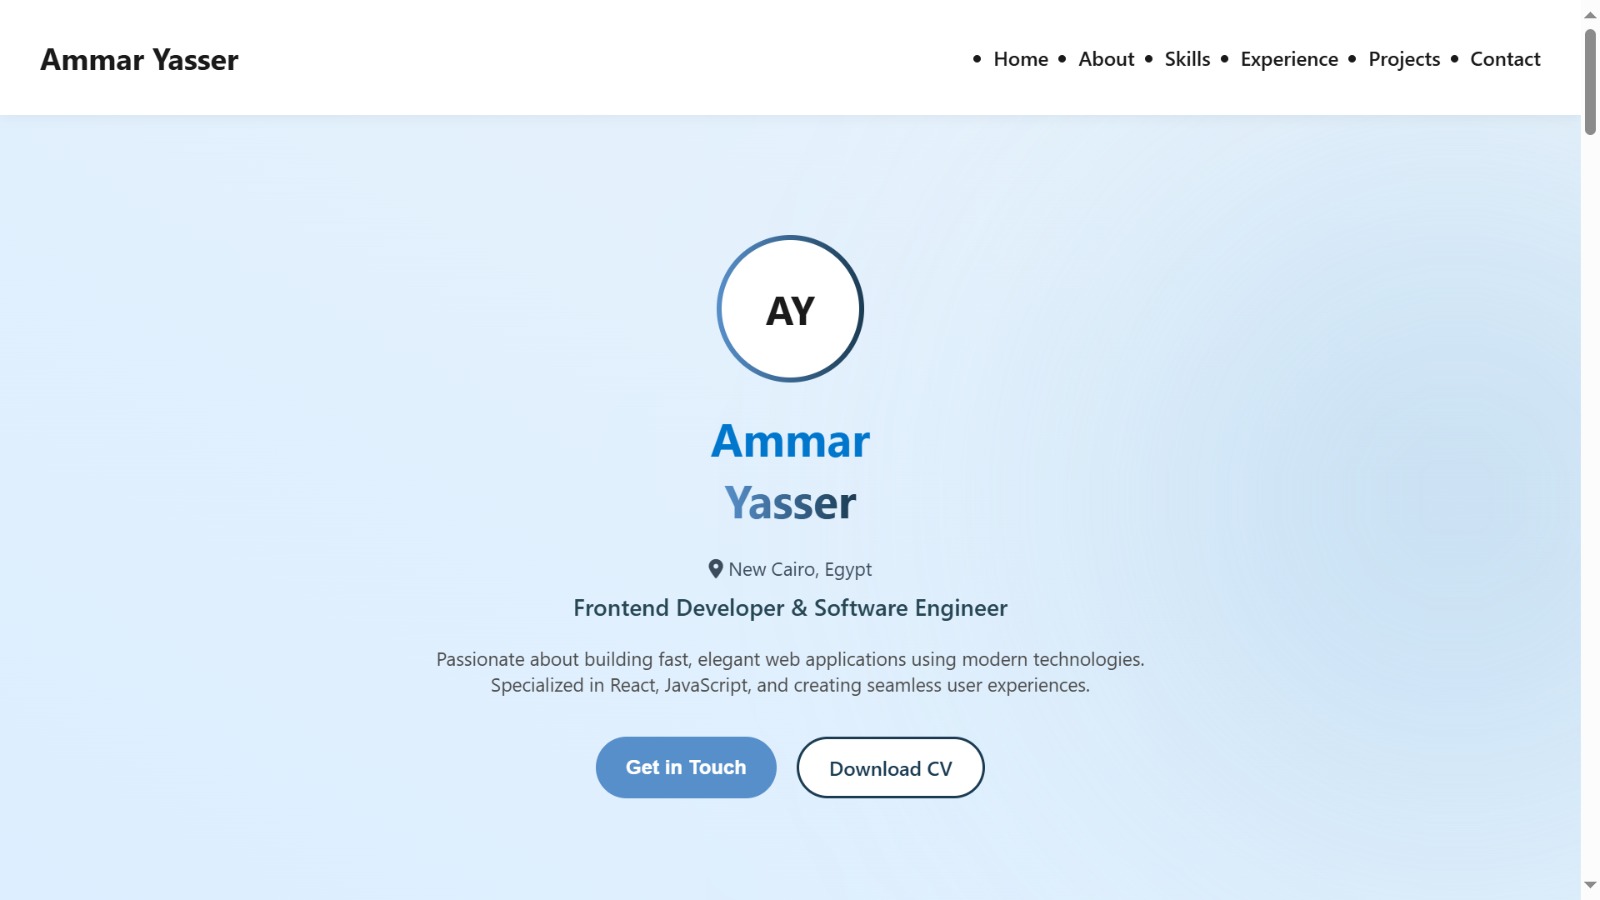 Ammar Yasser
• Home • About • Skills • Experience • Projects • Contact
AY
Ammar
Yasser
New Cairo, Egypt
Frontend Developer & Software Engineer
Passionate about building fast, elegant web applications using modern technologies.
Specialized in React, JavaScript, and creating seamless user experiences.
Get in Touch
Download CV